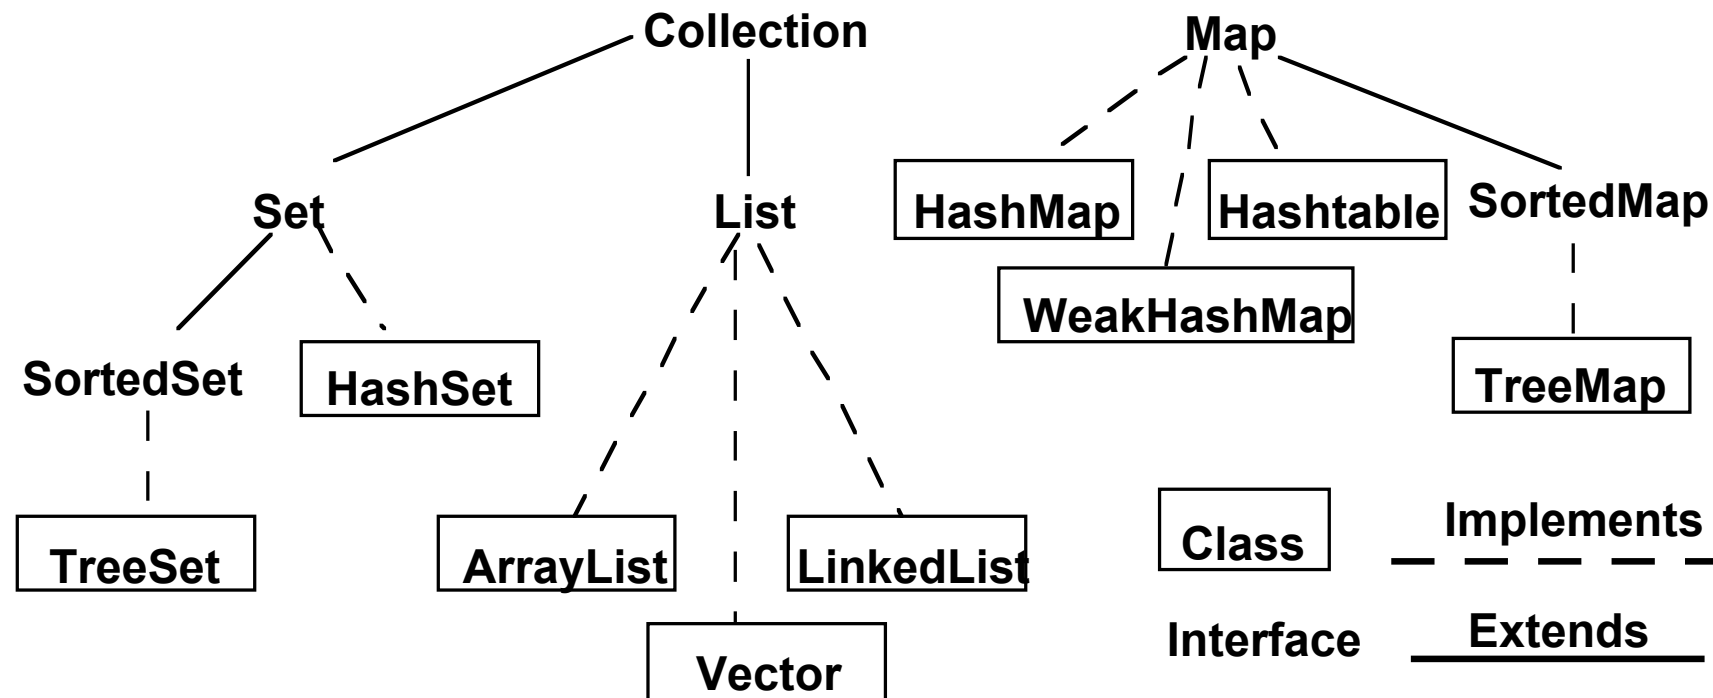 Collection
Map
Set
List
HashMap
Hashtable
SortedMap
WeakHashMap
SortedSet
HashSet
TreeMap
TreeSet
ArrayList
LinkedList
Vector
Class
Implements
Interface
Extends